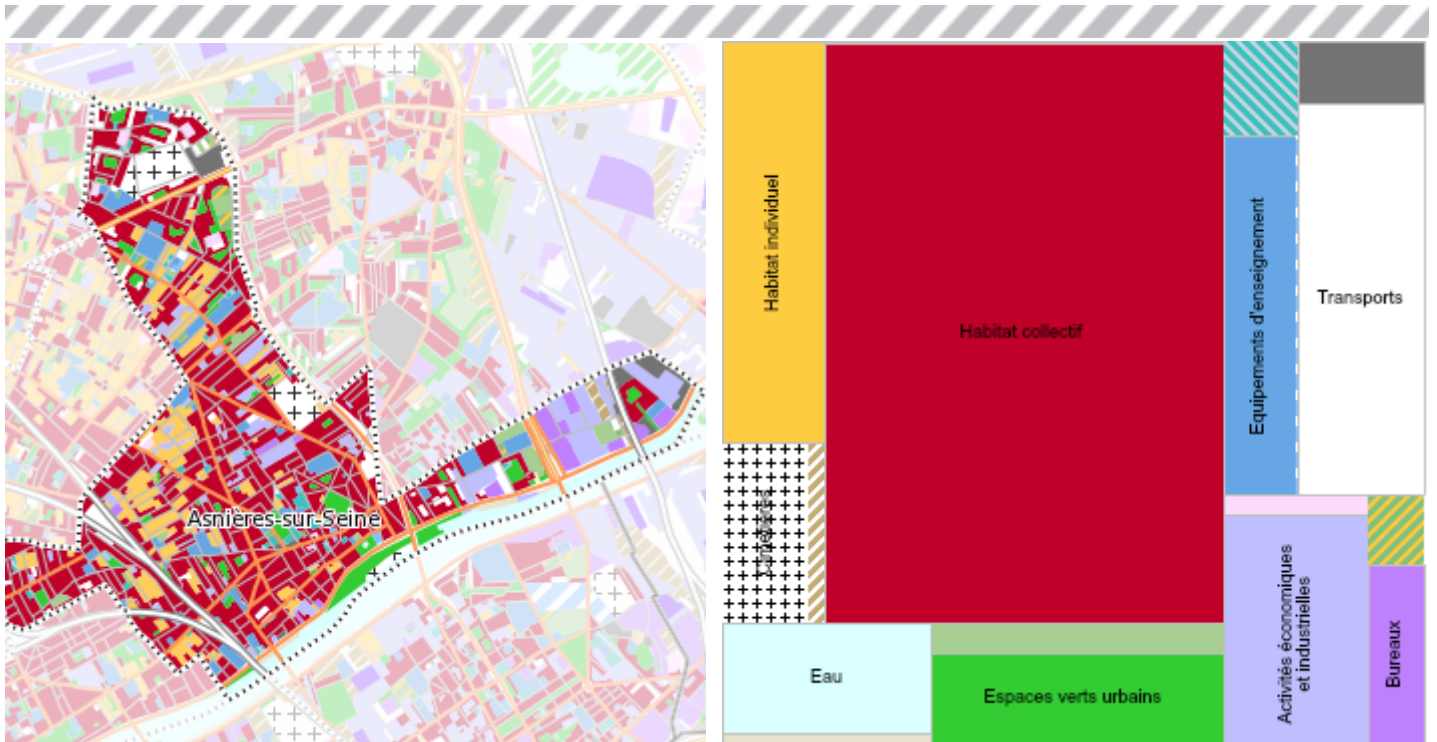 Asnières-sur-Seine
Habitat individuel
Habitat collectif
Equipements d'enseignement
Transports
Cimetières
Eau
Espaces verts urbains
Activités économiques
et industrielles
Bureaux